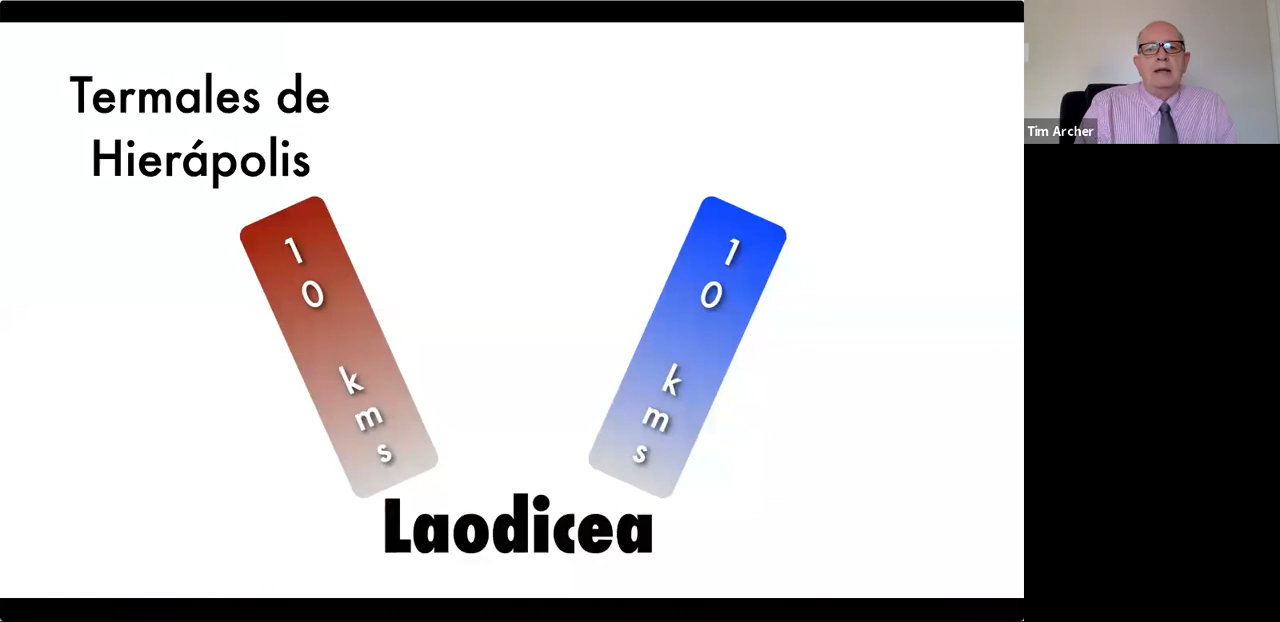 Termales de
Hierápolis
10 kms
10 kms
Laodicea
Tim Archer